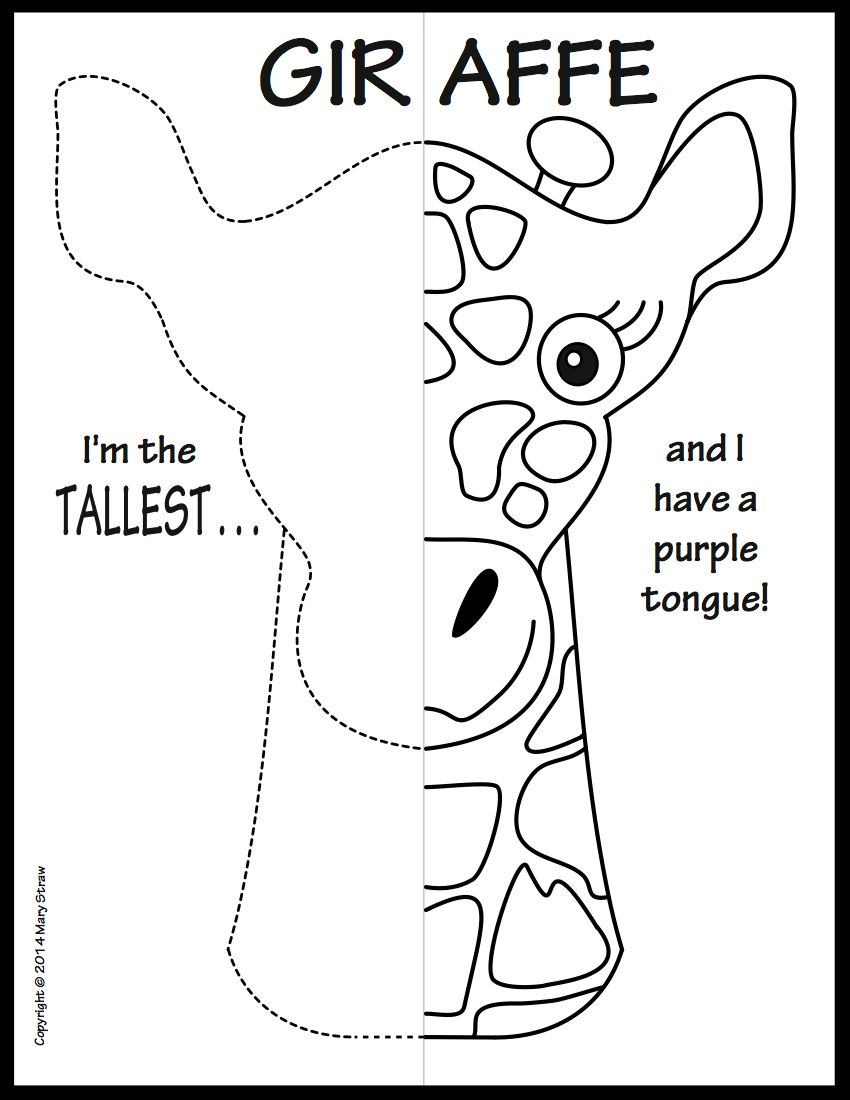 GIR AFFE
I'm the
TALLEST...
and I
have a
purple
tongue!
Copyright © 2014 Mary Straw